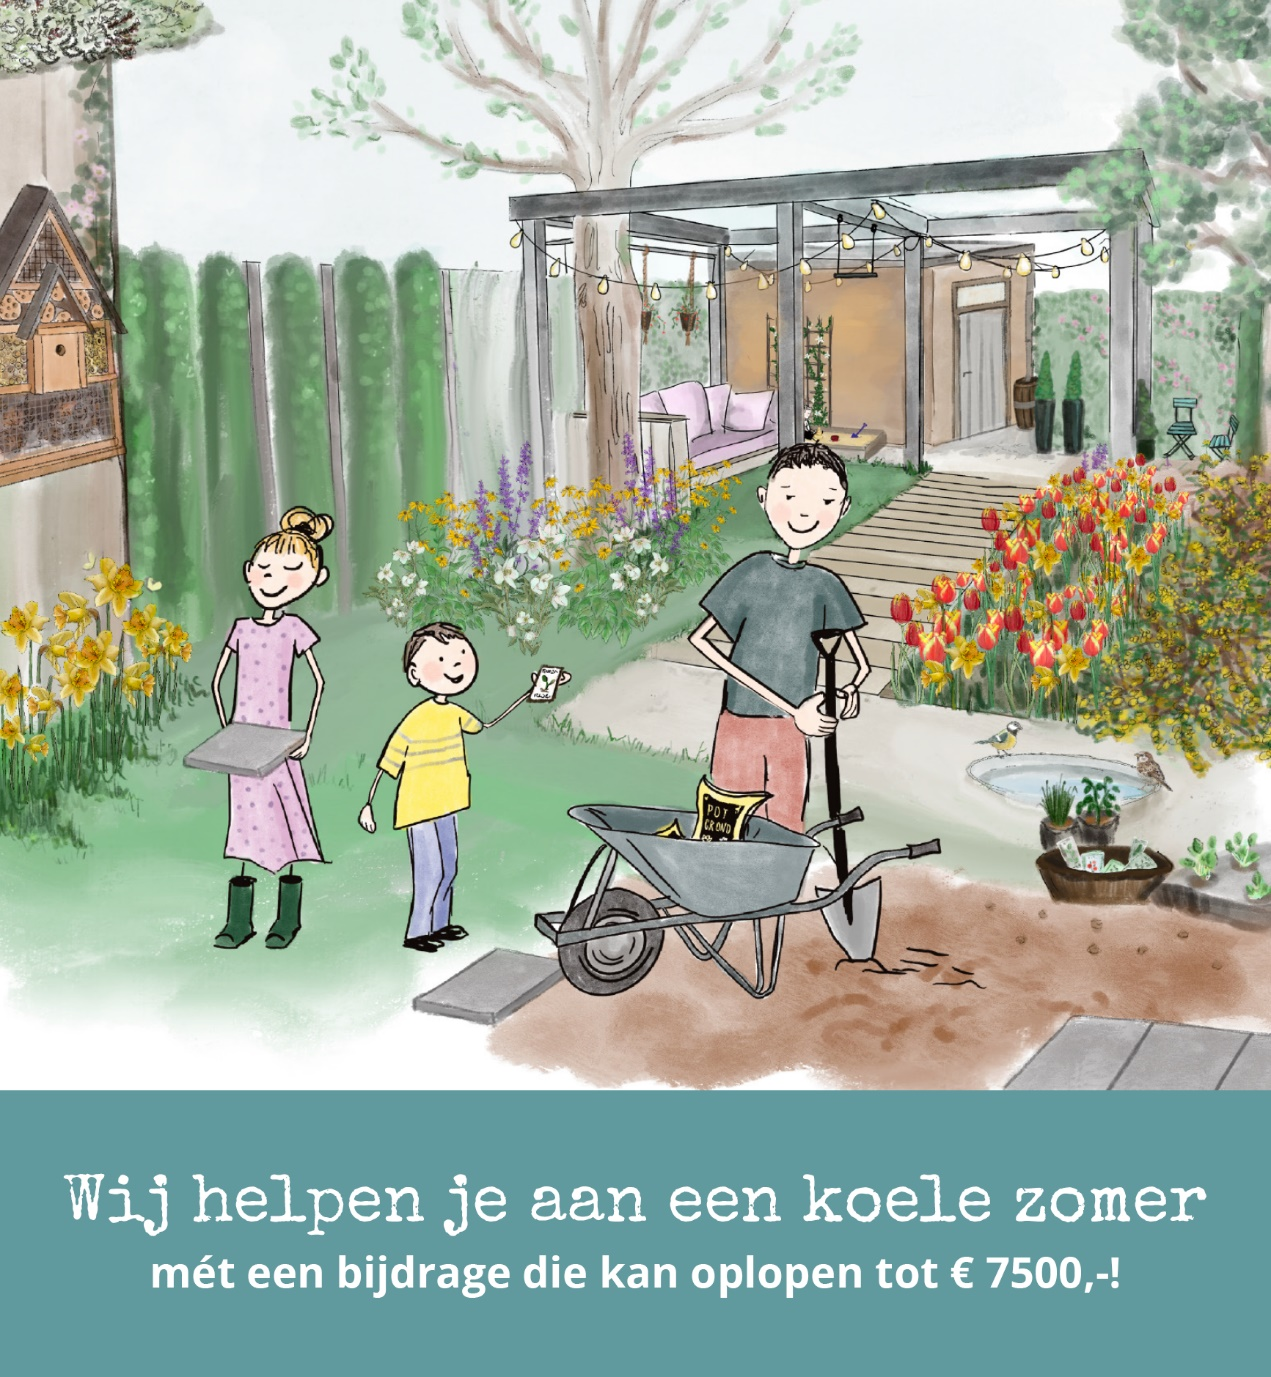 POT
GROND
Wij helpen je aan een koele zomer
mét een bijdrage die kan oplopen tot € 7500,-!